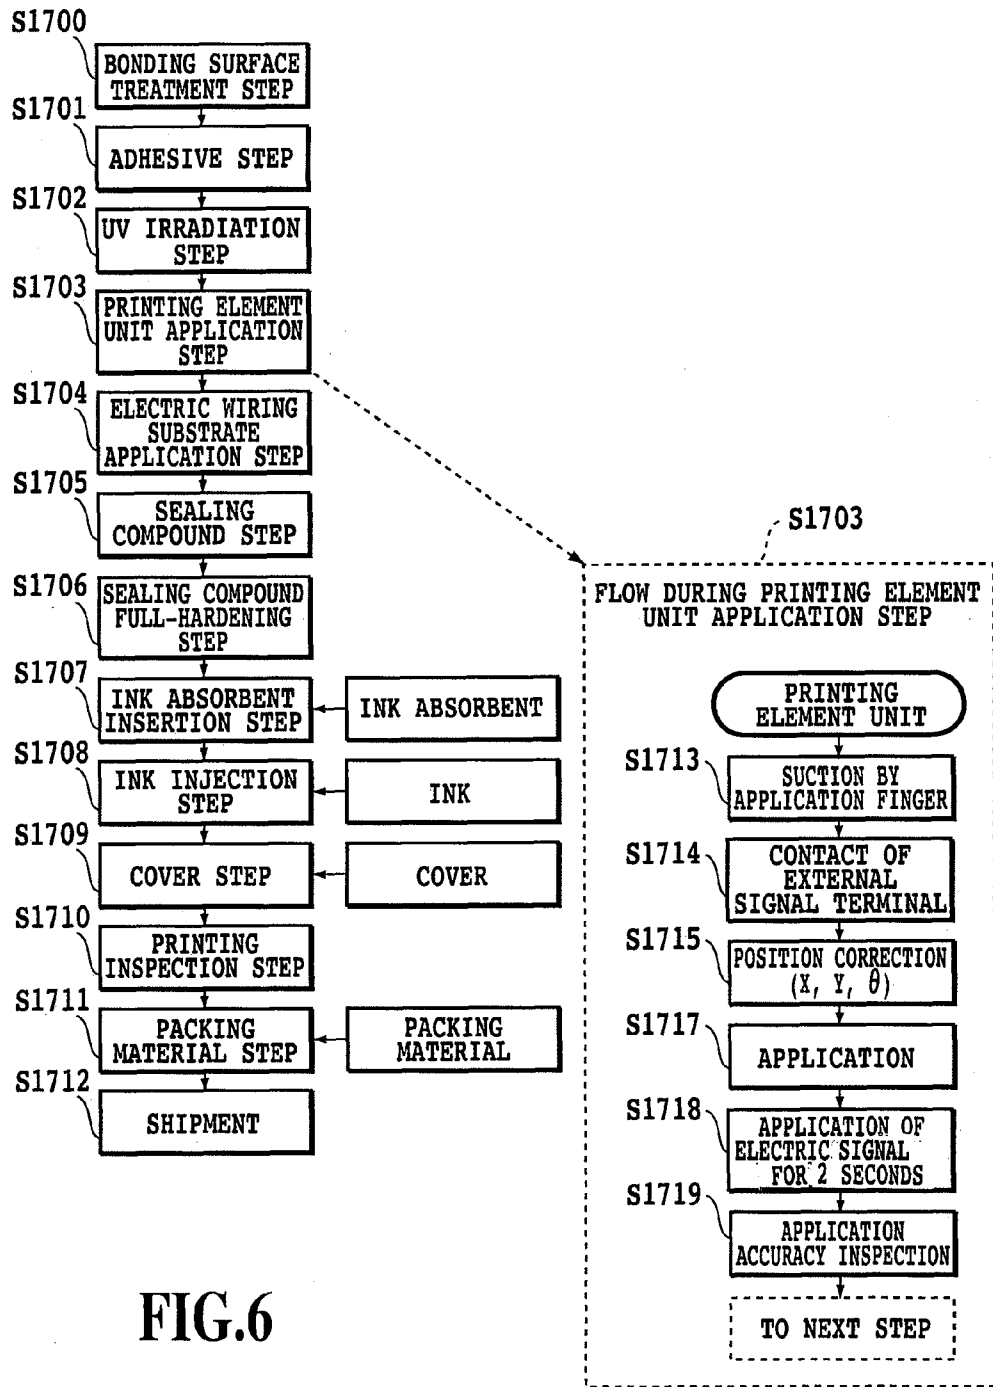 S1700
BONDING SURFACE
TREATMENT STEP
S1701
ADHESIVE STEP
S1702
UV IRRADIATION
STEP
S1703
PRINTING ELEMENT
UNIT APPLICATION
STEP
S1704
ELECTRIC WIRING
SUBSTRATE
APPLICATION STEP
S1705
SEALING
COMPOUND STEP
S1706
SEALING COMPOUND
FULL-HARDENING
STEP
S1707
INK ABSORBENT
INSERTION STEP
INK ABSORBENT
S1708
INK INJECTION
STEP
INK
S1709
COVER STEP
COVER
S1710
PRINTING
INSPECTION STEP
S1711
PACKING
MATERIAL STEP
PACKING
MATERIAL
S1712
SHIPMENT
S1703
FLOW DURING PRINTING ELEMENT
UNIT APPLICATION STEP
PRINTING
ELEMENT UNIT
S1713
SUCTION BY
APPLICATION FINGER
S1714
CONTACT OF
EXTERNAL
SIGNAL TERMINAL
S1715
POSITION CORRECTION
(X, Y, θ)
S1717
APPLICATION
S1718
APPLICATION OF
ELECTRIC SIGNAL
FOR 2 SECONDS
S1719
APPLICATION
ACCURACY INSPECTION
TO NEXT STEP
FIG.6